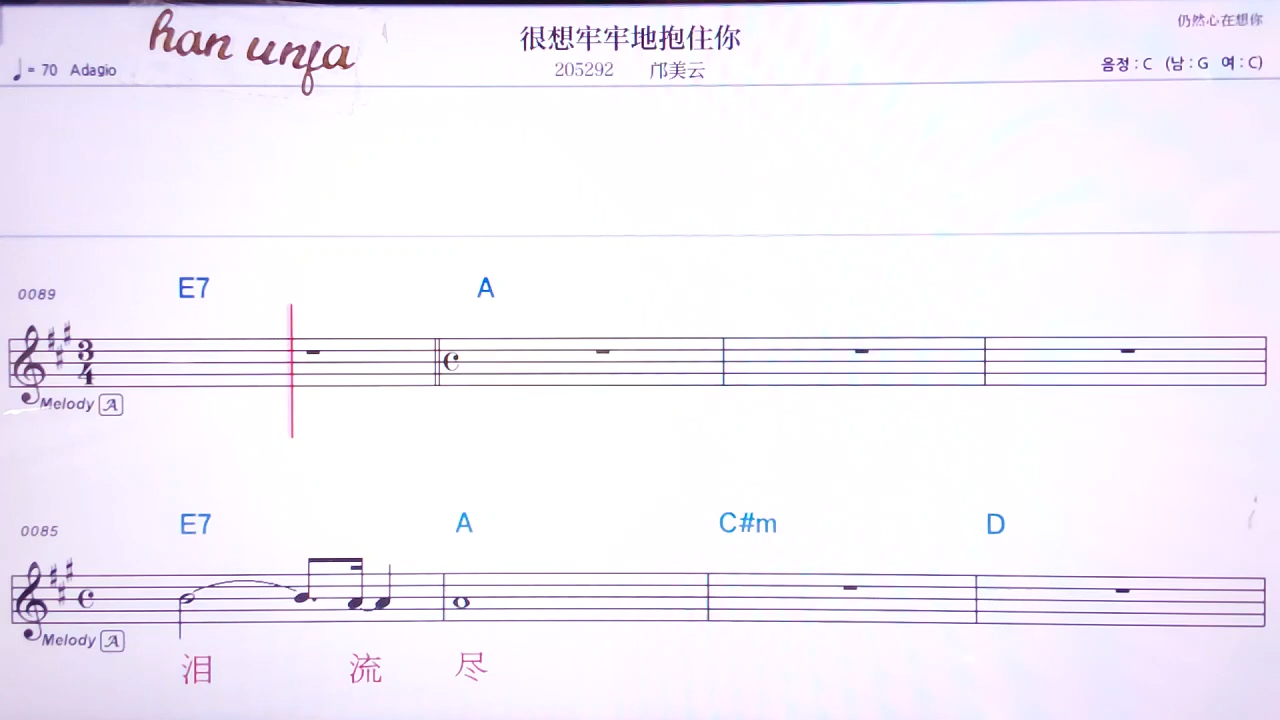 han unfa
很想牢牢地抱住你
仍然心在想你
♩= 70 Adagio
205292 邝美云
음정 : C (남 : G 여 : C)
0089 E7 A
3
4
Melody A
0085 E7 A C#m D
Melody A
泪 流 尽